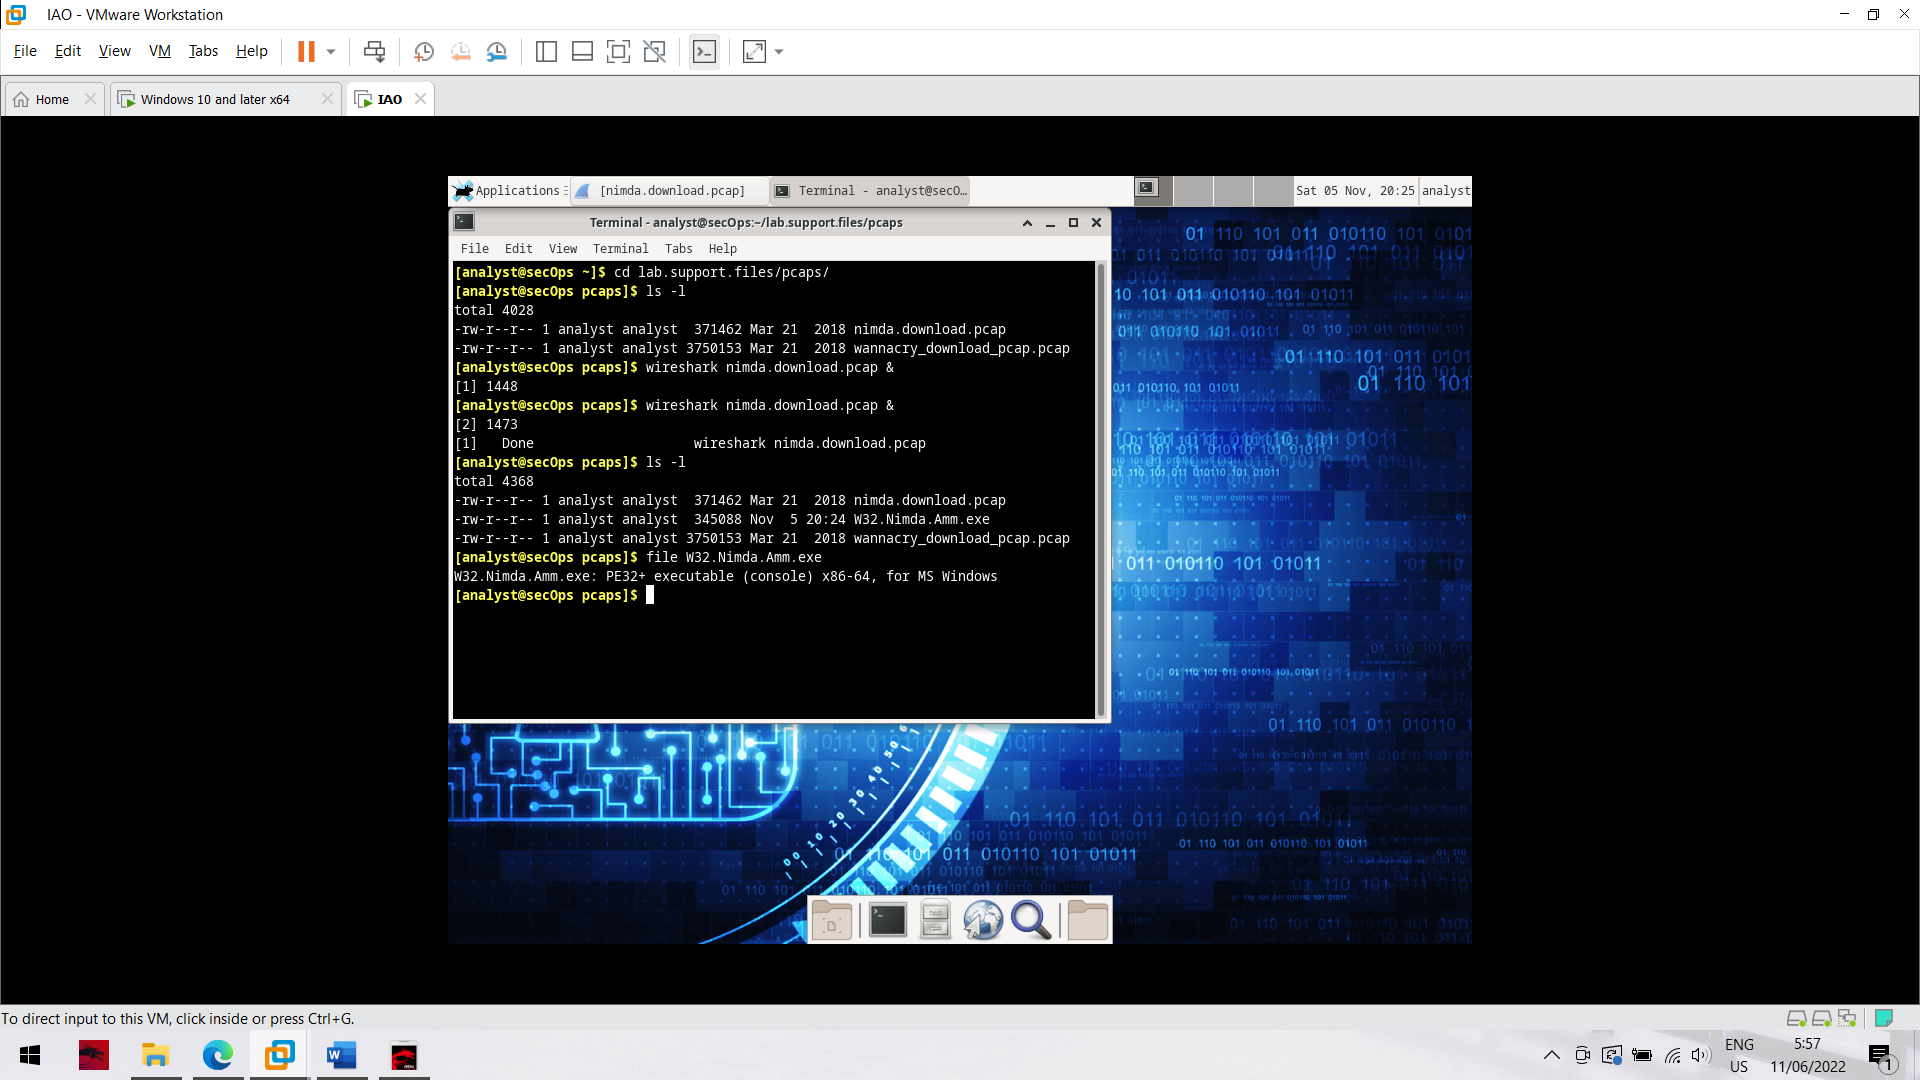 IAO - VMware Workstation
File Edit View VM Tabs Help
Home
Windows 10 and later x64
IAO
Applications
[nimda.download.pcap]
Terminal - analyst@secO...
Sat 05 Nov, 20:25
analyst
Terminal - analyst@secOps:~/lab.support.files/pcaps
File Edit View Terminal Tabs Help
[analyst@secOps ~]$ cd lab.support.files/pcaps/
[analyst@secOps pcaps]$ ls -l
total 4028
-rw-r--r-- 1 analyst analyst  371462 Mar 21  2018 nimda.download.pcap
-rw-r--r-- 1 analyst analyst 3750153 Mar 21  2018 wannacry_download_pcap.pcap
[analyst@secOps pcaps]$ wireshark nimda.download.pcap &
[1] 1448
[analyst@secOps pcaps]$ wireshark nimda.download.pcap &
[2] 1473
[1]   Done                    wireshark nimda.download.pcap
[analyst@secOps pcaps]$ ls -l
total 4368
-rw-r--r-- 1 analyst analyst  371462 Mar 21  2018 nimda.download.pcap
-rw-r--r-- 1 analyst analyst  345088 Nov  5 20:24 W32.Nimda.Amm.exe
-rw-r--r-- 1 analyst analyst 3750153 Mar 21  2018 wannacry_download_pcap.pcap
[analyst@secOps pcaps]$ file W32.Nimda.Amm.exe
W32.Nimda.Amm.exe: PE32+ executable (console) x86-64, for MS Windows
[analyst@secOps pcaps]$
00 10 20 30 40 50
To direct input to this VM, click inside or press Ctrl+G.
ENG
US
5:57
11/06/2022
1